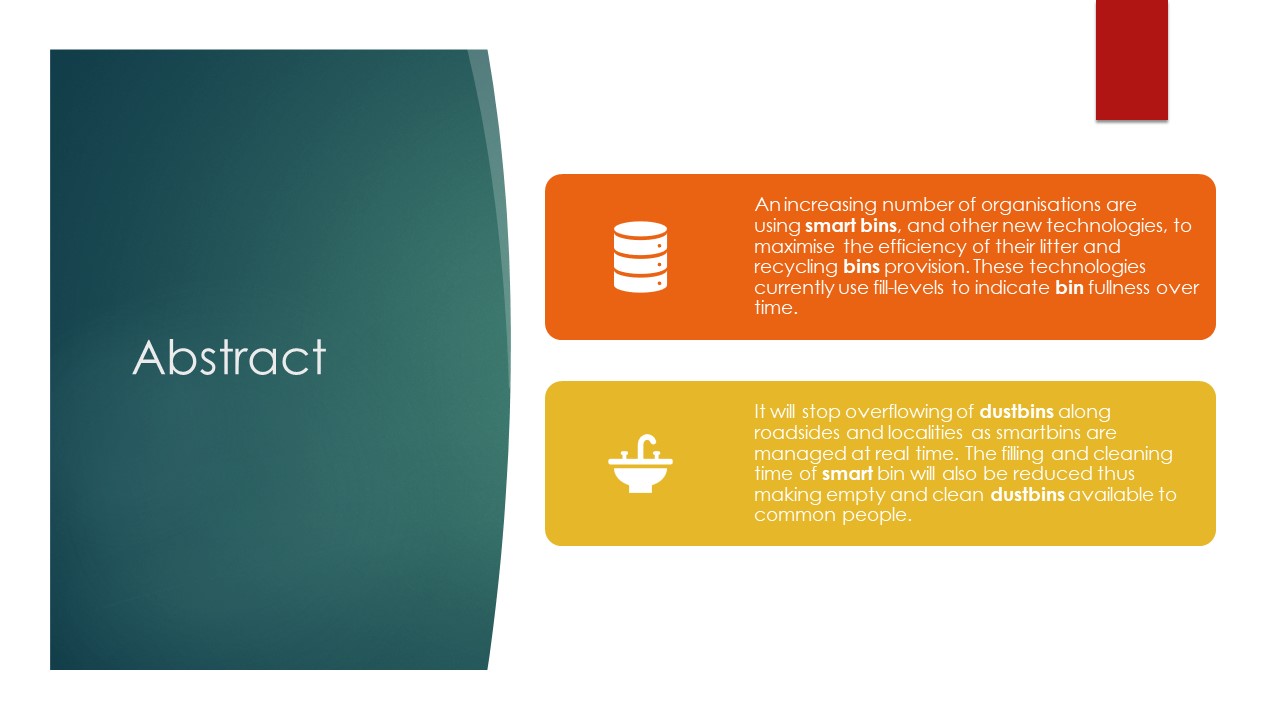 Abstract
An increasing number of organisations are
using smart bins, and other new technologies, to
maximise the efficiency of their litter and
recycling bins provision. These technologies
currently use fill-levels to indicate bin fullness over
time.
It will stop overflowing of dustbins along
roadsides and localities as smartbins are
managed at real time. The filling and cleaning
time of smart bin will also be reduced thus
making empty and clean dustbins available to
common people.